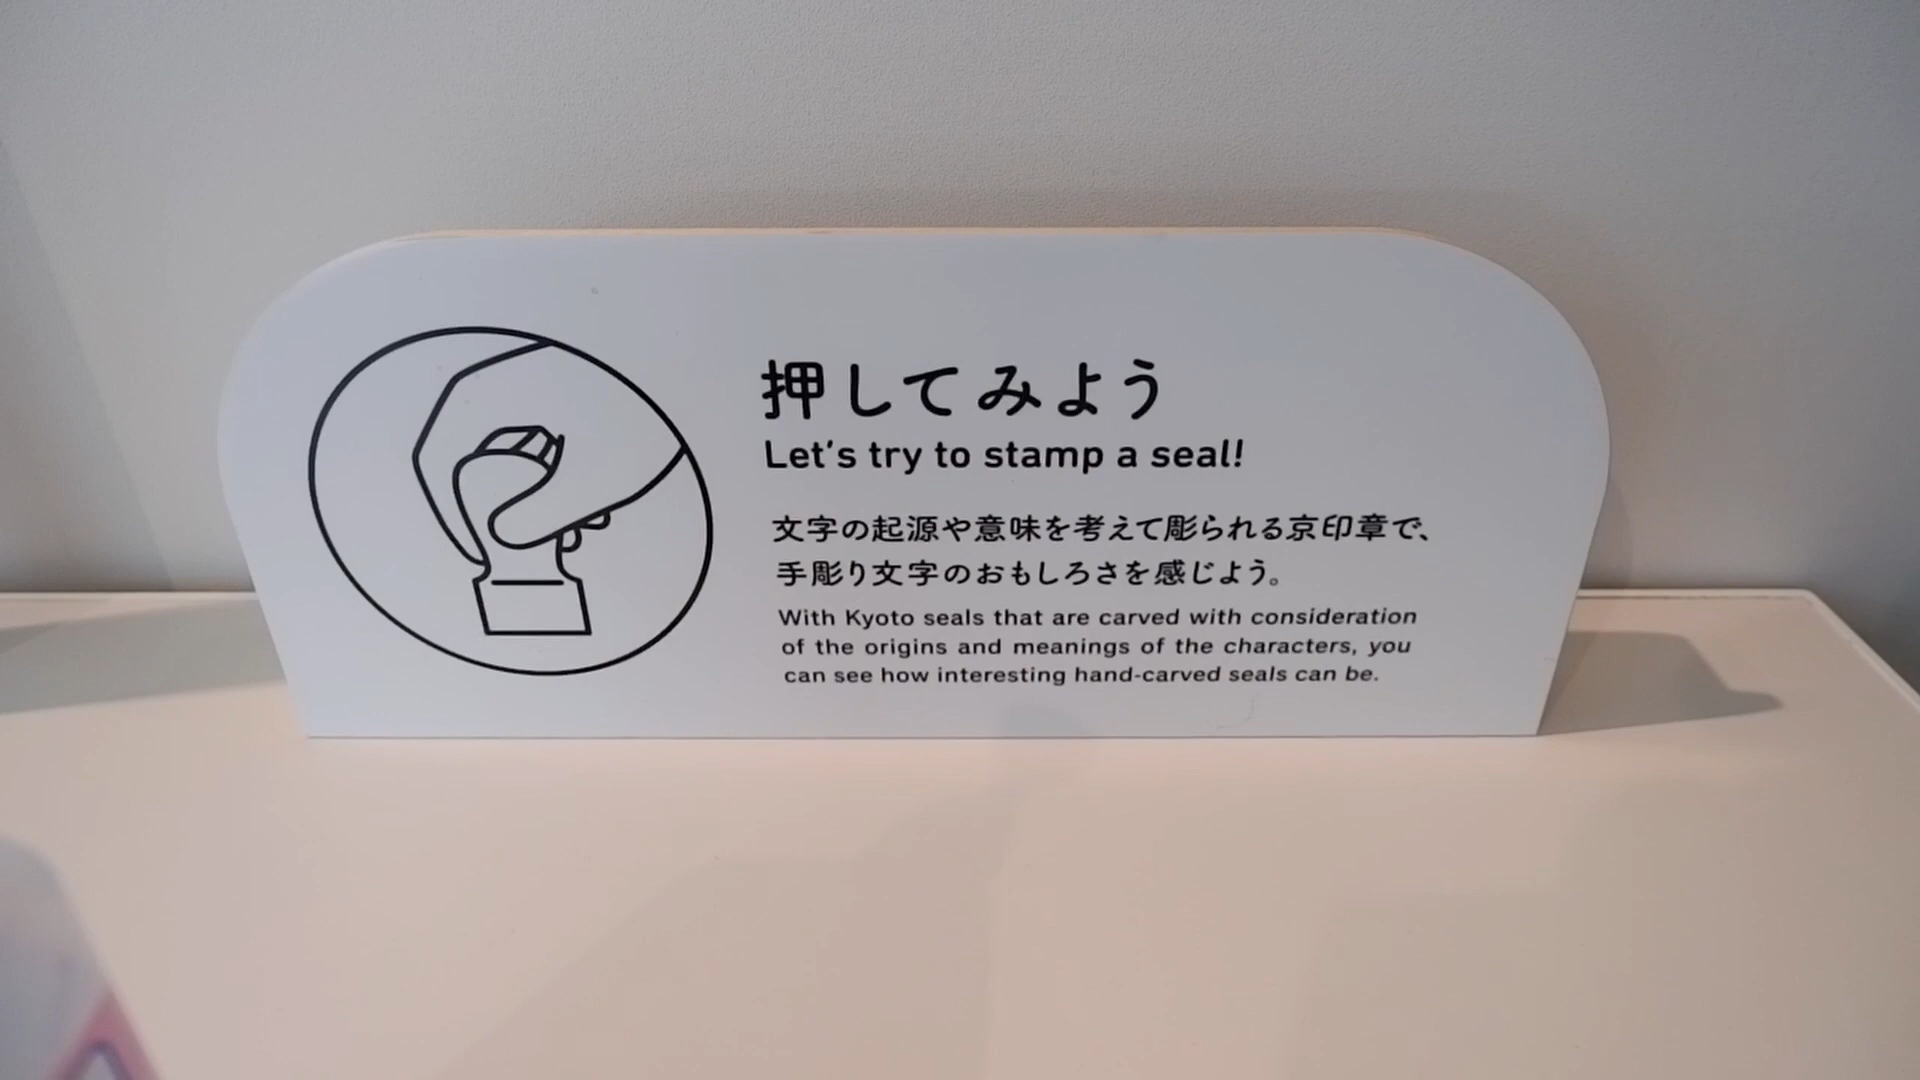 押してみよう
Let's try to stamp a seal!
文字の起源や意味を考えて彫られる京印章で、
手彫り文字のおもしろさを感じよう。
With Kyoto seals that are carved with consideration
of the origins and meanings of the characters, you
can see how interesting hand-carved seals can be.